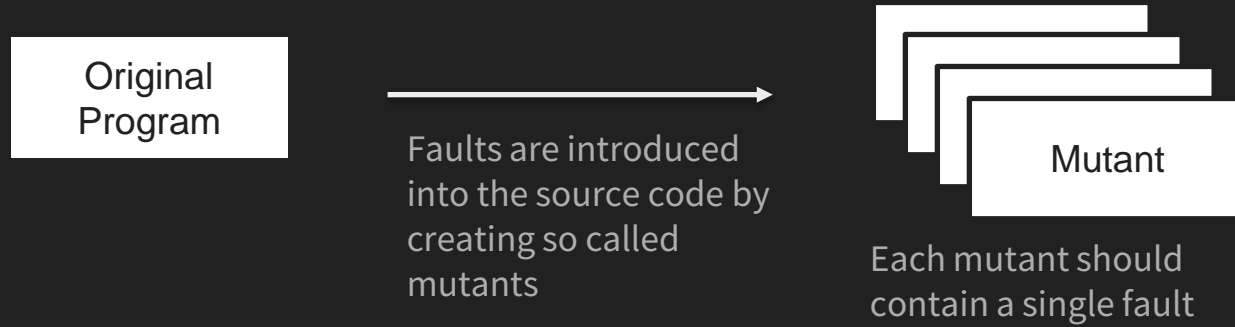 Original
Program
Faults are introduced
into the source code by
creating so called
mutants
Mutant
Each mutant should
contain a single fault